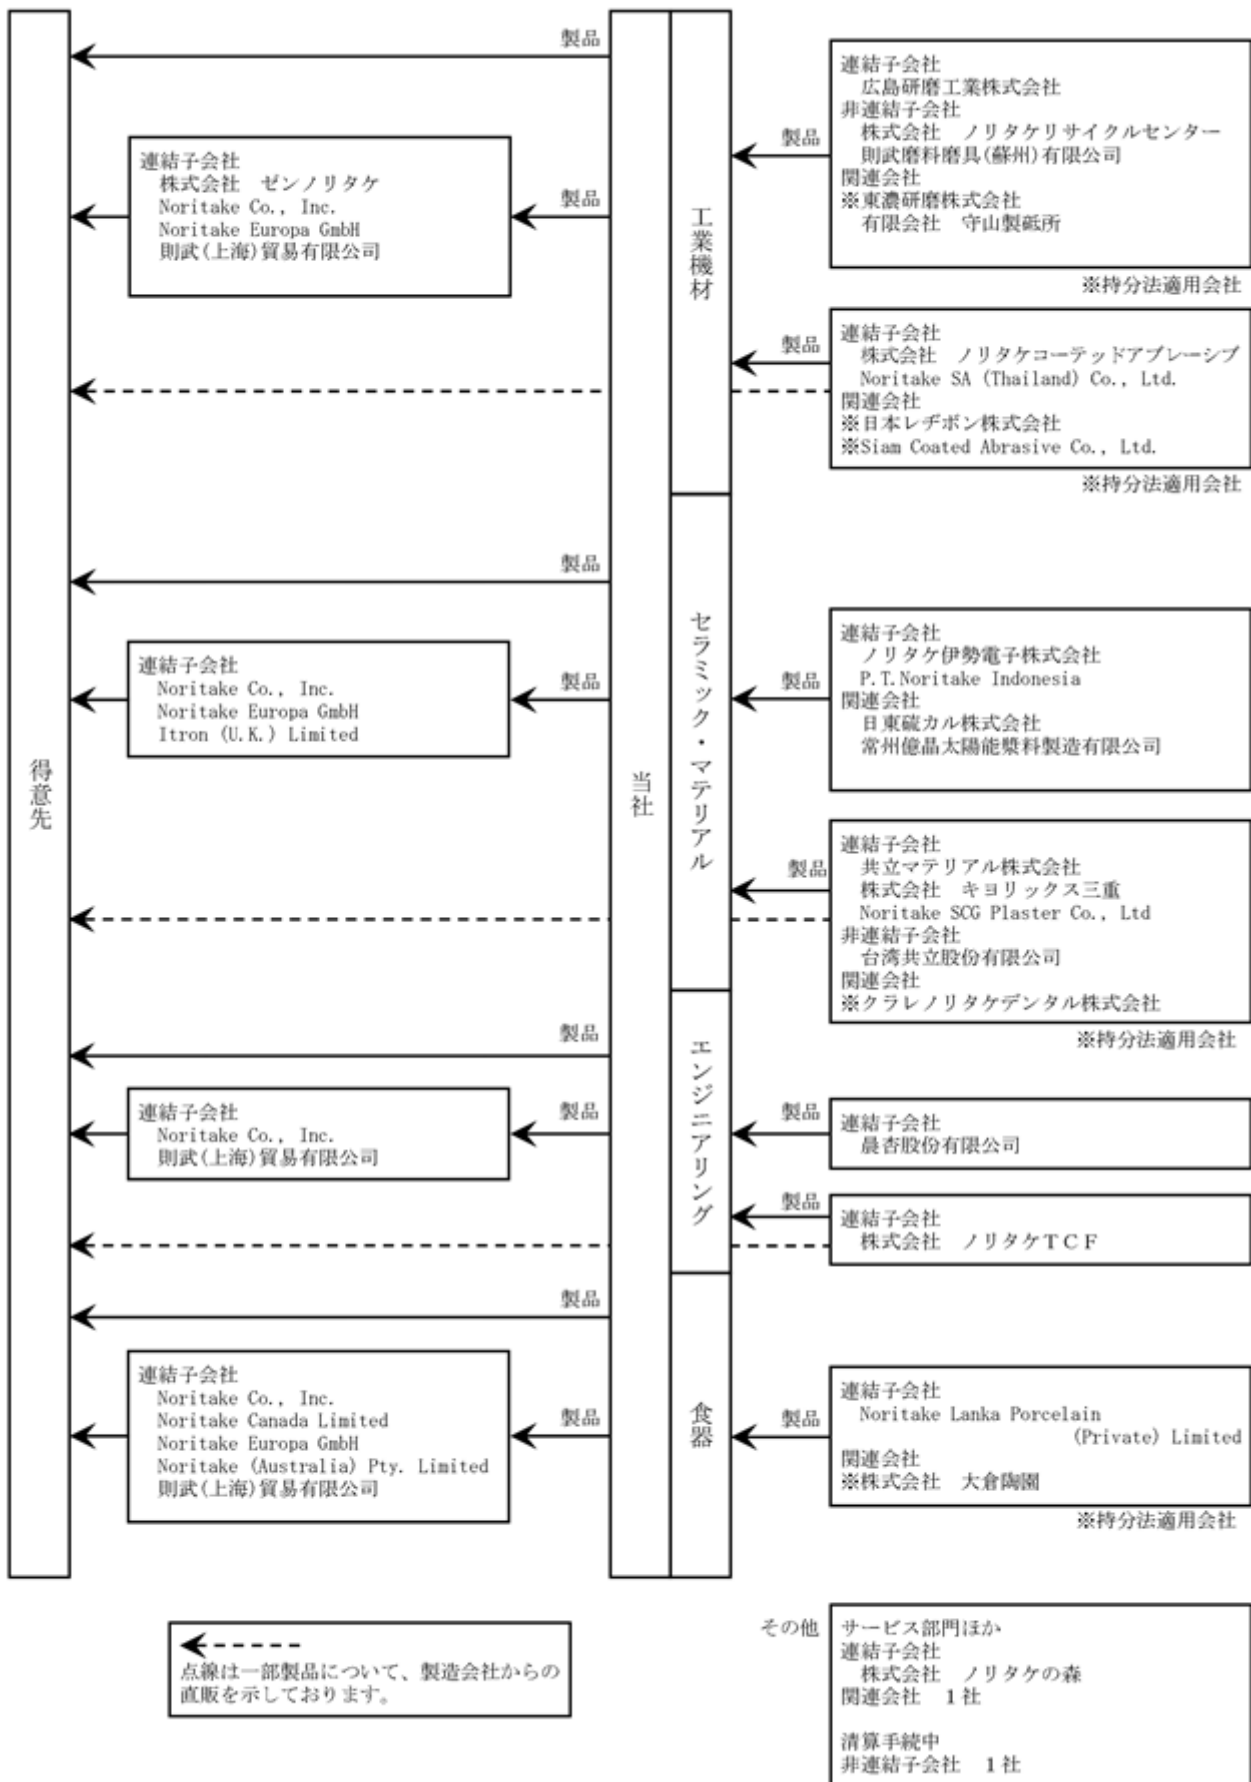 得意先
当社
工業機材
製品
連結子会社
株式会社　ゼンノリタケ
Noritake Co., Inc.
Noritake Europa GmbH
則武(上海)貿易有限公司
製品
製品
連結子会社
広島研磨工業株式会社
非連結子会社
株式会社　ノリタケリサイクルセンター
則武磨料磨具(蘇州)有限公司
関連会社
※東濃研磨株式会社
有限会社　守山製砥所
※持分法適用会社
製品
連結子会社
株式会社　ノリタケコーテッドアブレーシブ
Noritake SA (Thailand) Co., Ltd.
関連会社
※日本レヂボン株式会社
※Siam Coated Abrasive Co., Ltd.
※持分法適用会社
セラミック・マテリアル
製品
連結子会社
Noritake Co., Inc.
Noritake Europa GmbH
Itron (U.K.) Limited
製品
製品
連結子会社
ノリタケ伊勢電子株式会社
P.T.Noritake Indonesia
関連会社
日東硫カル株式会社
常州億晶太陽能漿料製造有限公司
製品
連結子会社
共立マテリアル株式会社
株式会社　キヨリックス三重
Noritake SCG Plaster Co., Ltd
非連結子会社
台湾共立股份有限公司
関連会社
※クラレノリタケデンタル株式会社
※持分法適用会社
エンジニアリング
製品
連結子会社
Noritake Co., Inc.
則武(上海)貿易有限公司
製品
製品
連結子会社
晨杏股份有限公司
製品
連結子会社
株式会社　ノリタケＴＣＦ
食器
製品
連結子会社
Noritake Co., Inc.
Noritake Canada Limited
Noritake Europa GmbH
Noritake (Australia) Pty. Limited
則武(上海)貿易有限公司
製品
製品
連結子会社
Noritake Lanka Porcelain
(Private) Limited
関連会社
※株式会社　大倉陶園
※持分法適用会社
点線は一部製品について、製造会社からの
直販を示しております。
その他
サービス部門ほか
連結子会社
株式会社　ノリタケの森
関連会社　１社
清算手続中
非連結子会社　１社